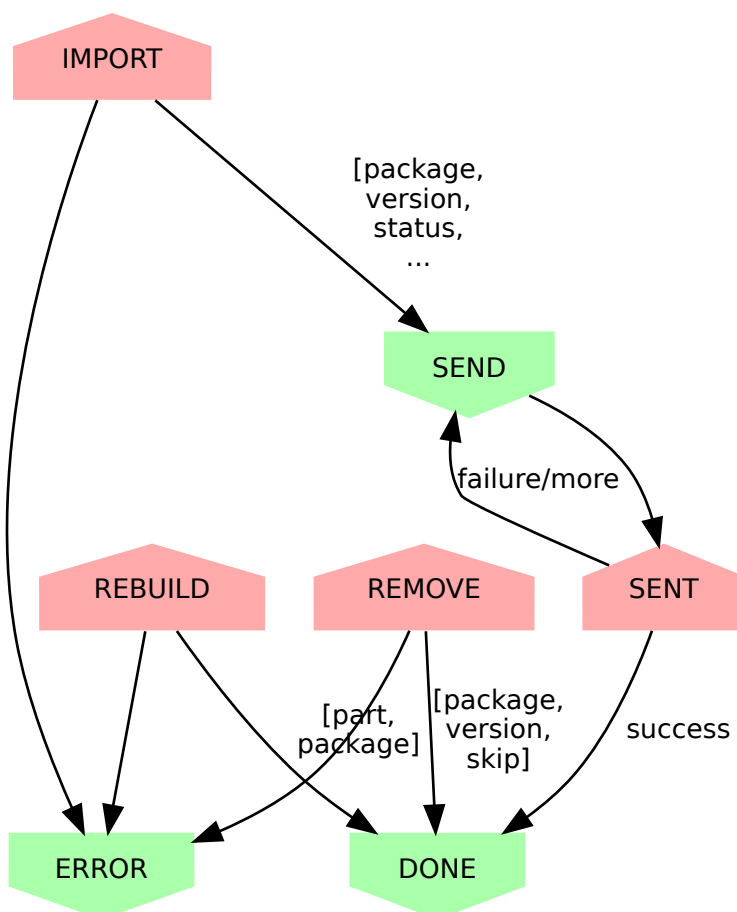 IMPORT
[package,
version,
status,
...
SEND
failure/more
REBUILD
REMOVE
SENT
[part,
package]
[package,
version,
skip]
success
ERROR
DONE